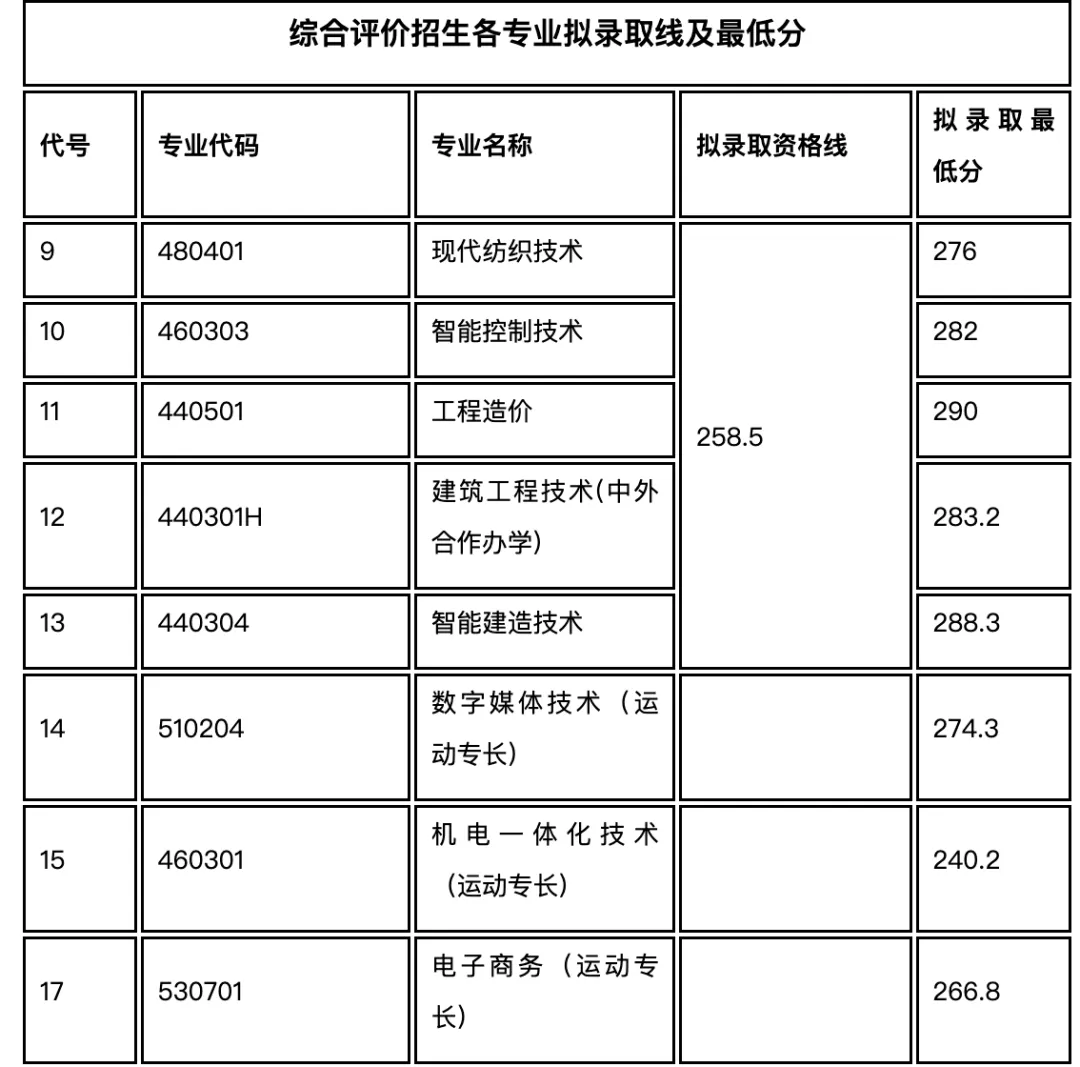 综合评价招生各专业拟录取线及最低分
代号 专业代码 专业名称 拟录取资格线 拟录取最
低分
9 480401 现代纺织技术 276
10 460303 智能控制技术 282
11 440501 工程造价 290
258.5
12 440301H 建筑工程技术(中外 283.2
合作办学)
13 440304 智能建造技术 288.3
14 510204 数字媒体技术（运 274.3
动专长）
15 460301 机电一体化技术 240.2
（运动专长）
17 530701 电子商务（运动专 266.8
长）